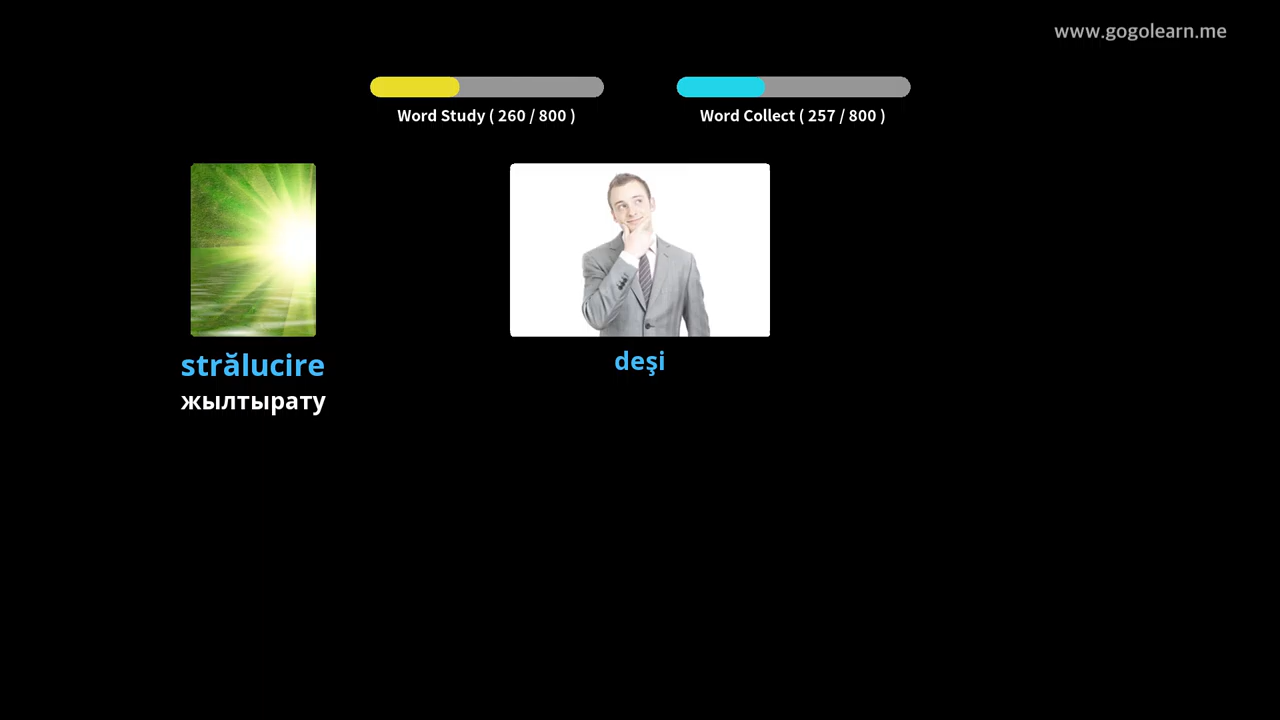 www.gogolearn.me
Word Study ( 260 / 800 )
Word Collect ( 257 / 800 )
strălucire
жылтырату
deşi